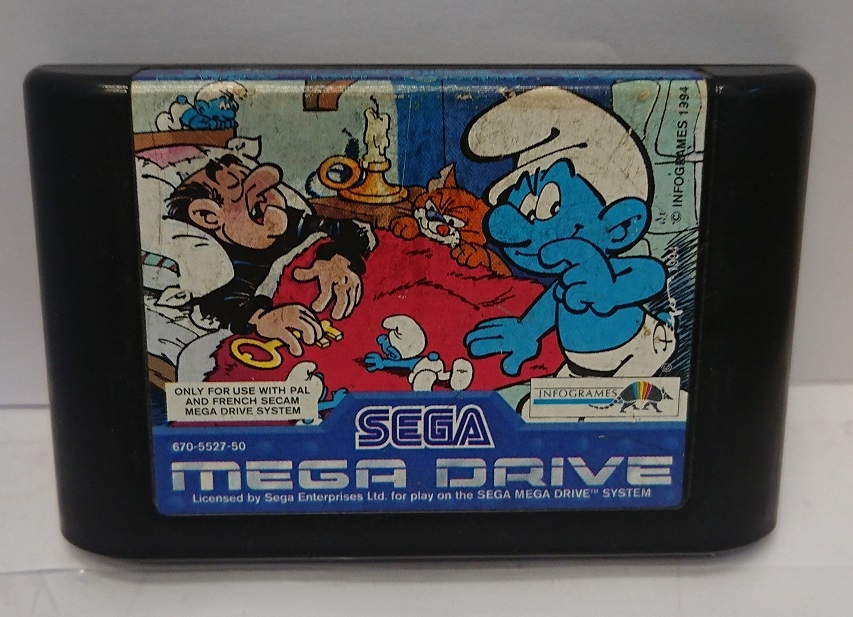 © INFOGRAMES 1994
Peyo
ONLY FOR USE WITH PAL
AND FRENCH SECAM
MEGA DRIVE SYSTEM
INFOGRAMES
SEGA
670-5527-50
MEGA DRIVE
Licensed by Sega Enterprises Ltd. for play on the SEGA MEGA DRIVE™ SYSTEM